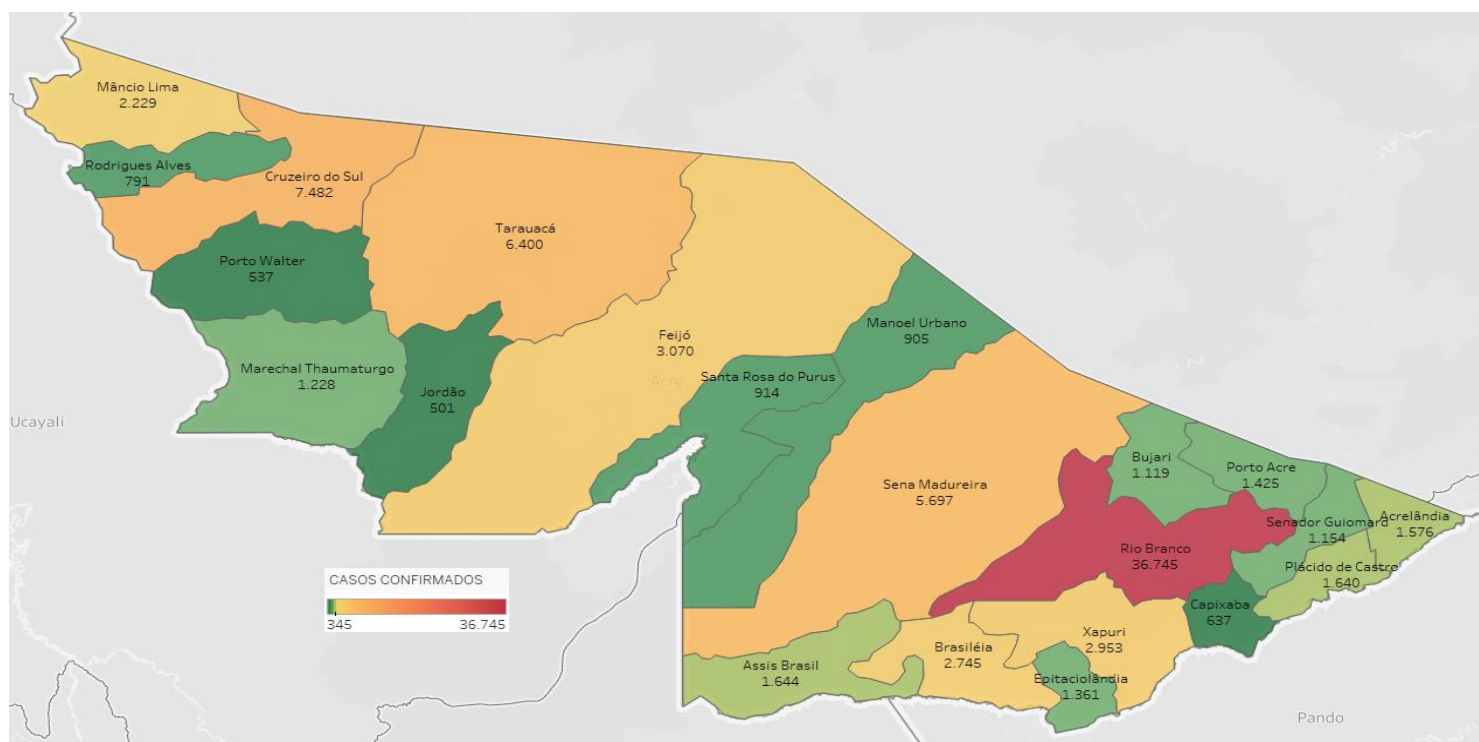 Mâncio Lima
2.229
Rodrigues Alves
791
Cruzeiro do Sul
7.482
Tarauacá
6.400
Porto Walter
537
Manoel Urbano
905
Feijó
3.070
Marechal Thaumaturgo
1.228
Santa Rosa do Purus
914
Acre
Jordão
501
Ucayali
Bujari
1.119
Porto Acre
1.425
Sena Madureira
5.697
Senador Guiomard
1.154
Acrelândia
1.576
Rio Branco
36.745
Plácido de Castro
1.640
Capixaba
637
Xapuri
2.953
Brasiléia
2.745
Assis Brasil
1.644
Epitaciolândia
1.361
Pando
CASOS CONFIRMADOS
345 36.745